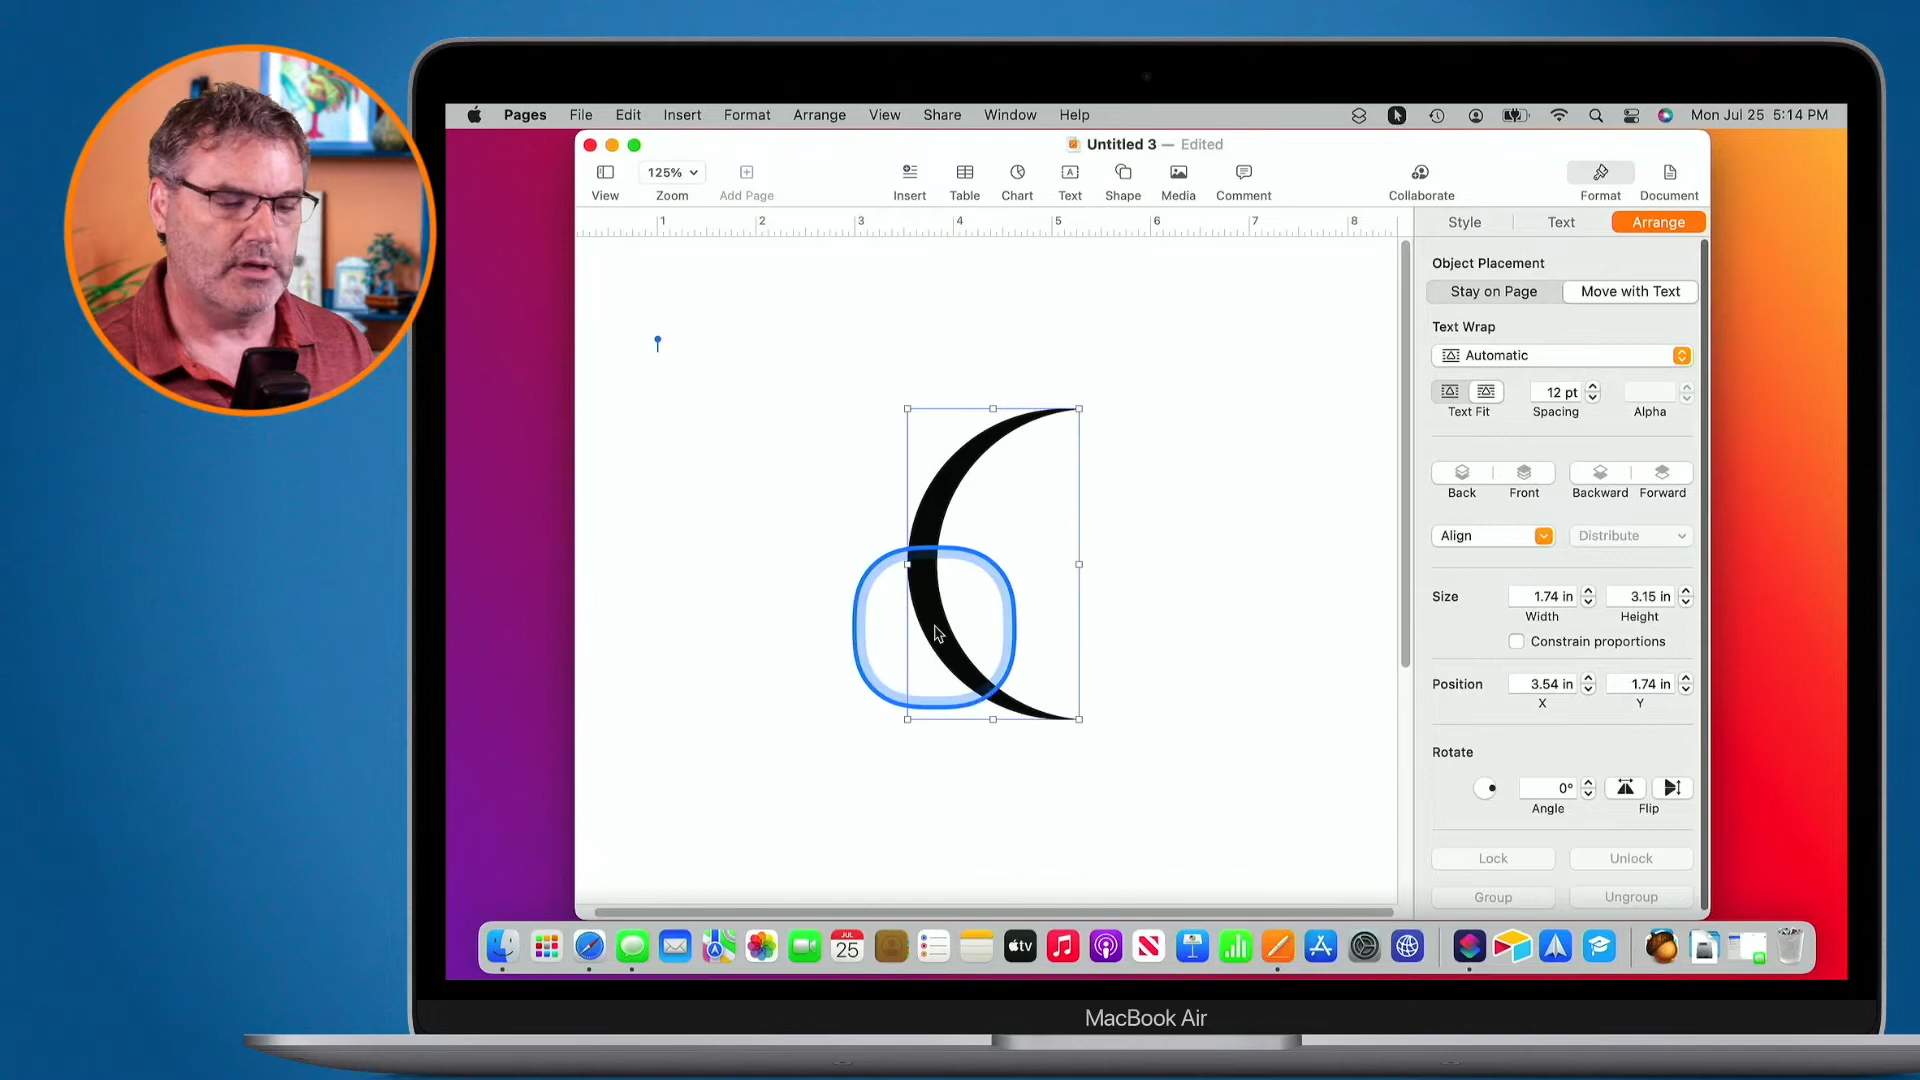 Pages File Edit Insert Format Arrange View Share Window Help Mon Jul 25 5:14 PM
Untitled 3 — Edited
125%
View Zoom Add Page Insert Table Chart Text Shape Media Comment Collaborate Format Document
1 2 3 4 5 6 7 8
Style Text Arrange
Object Placement
Stay on Page Move with Text
Text Wrap
Automatic
12 pt
Text Fit Spacing Alpha
Back Front Backward Forward
Align Distribute
Size 1.74 in 3.15 in
Width Height
Constrain proportions
Position 3.54 in 1.74 in
X Y
Rotate
0°
Angle Flip
Lock Unlock
Group Ungroup
JUL
25
tv
MacBook Air